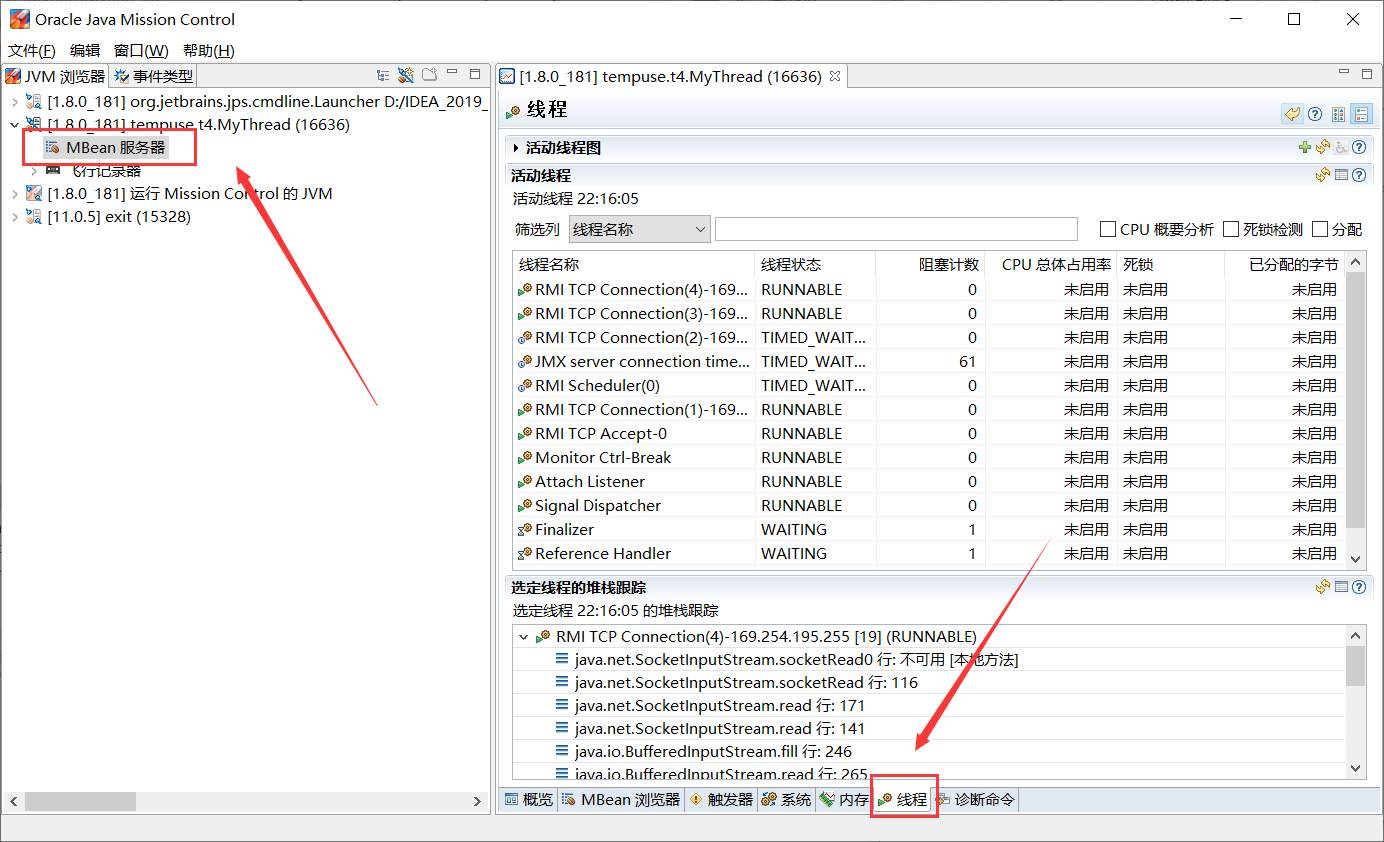 Oracle Java Mission Control
文件(F) 编辑 窗口(W) 帮助(H)
JVM 浏览器 事件类型
[1.8.0_181] org.jetbrains.jps.cmdline.Launcher D:/IDEA_2019_
[1.8.0_181] tempuse.t4.MyThread (16636)
MBean 服务器
飞行记录器
[1.8.0_181] 运行 Mission Control 的 JVM
[11.0.5] exit (15328)
[1.8.0_181] tempuse.t4.MyThread (16636)
线程
活动线程图
活动线程
活动线程 22:16:05
筛选列 线程名称 CPU 概要分析 死锁检测 分配
线程名称 线程状态 阻塞计数 CPU 总体占用率 死锁 已分配的字节
RMI TCP Connection(4)-169... RUNNABLE 0 未启用 未启用 未启用
RMI TCP Connection(3)-169... RUNNABLE 0 未启用 未启用 未启用
RMI TCP Connection(2)-169... TIMED_WAIT... 0 未启用 未启用 未启用
JMX server connection time... TIMED_WAIT... 61 未启用 未启用 未启用
RMI Scheduler(0) TIMED_WAIT... 0 未启用 未启用 未启用
RMI TCP Connection(1)-169... RUNNABLE 0 未启用 未启用 未启用
RMI TCP Accept-0 RUNNABLE 0 未启用 未启用 未启用
Monitor Ctrl-Break RUNNABLE 0 未启用 未启用 未启用
Attach Listener RUNNABLE 0 未启用 未启用 未启用
Signal Dispatcher RUNNABLE 0 未启用 未启用 未启用
Finalizer WAITING 1 未启用 未启用 未启用
Reference Handler WAITING 1 未启用 未启用 未启用
选定线程的堆栈跟踪
选定线程 22:16:05 的堆栈跟踪
RMI TCP Connection(4)-169.254.195.255 [19] (RUNNABLE)
java.net.SocketInputStream.socketRead0 行: 不可用 [本地方法]
java.net.SocketInputStream.socketRead 行: 116
java.net.SocketInputStream.read 行: 171
java.net.SocketInputStream.read 行: 141
java.io.BufferedInputStream.fill 行: 246
java.io.BufferedInputStream.read 行: 265
概览 MBean 浏览器 触发器 系统 内存 线程 诊断命令